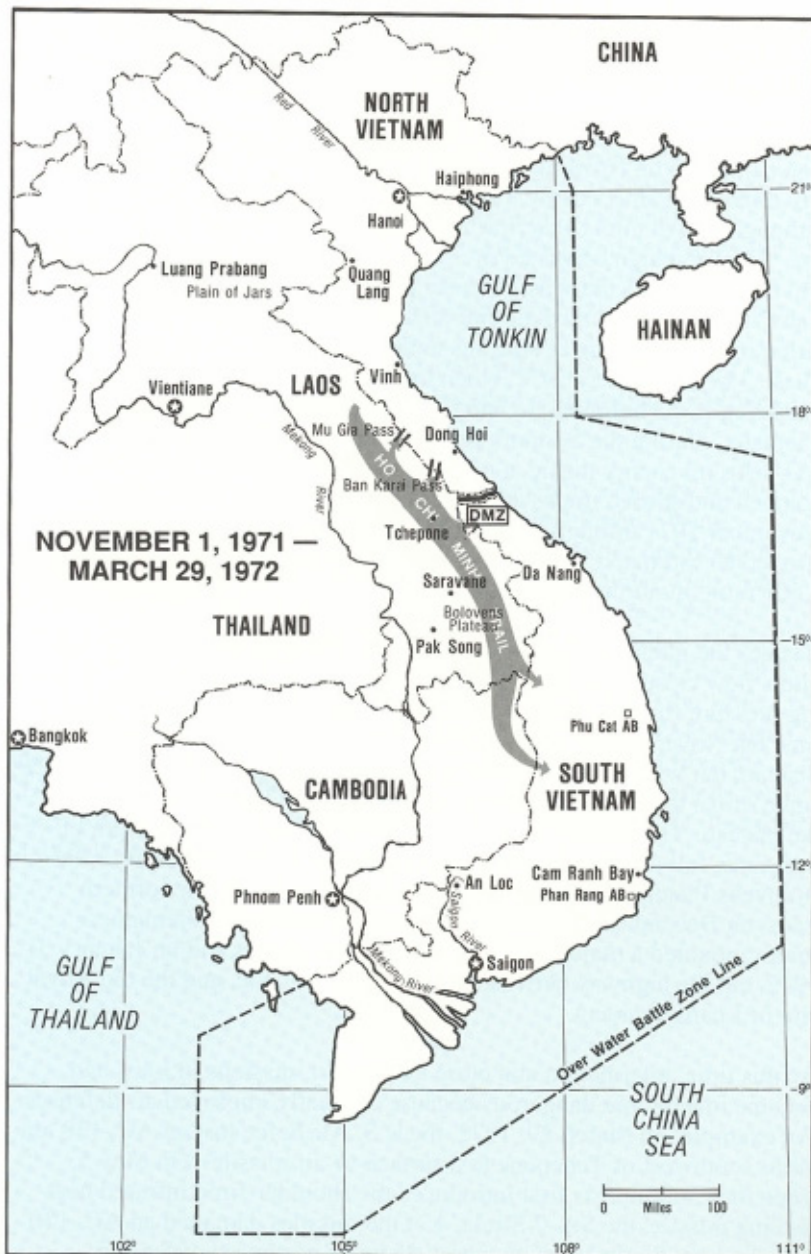 CHINA
NORTH
VIETNAM
Red
River
Haiphong
Hanoi
21°
Luang Prabang
Plain of Jars
Quang
Lang
GULF
OF
TONKIN
HAINAN
Vinh
LAOS
Vientiane
18°
Mu Gia Pass
Dong Hoi
Mekong
River
Ban Karai Pass
HO CHI MINH TRAIL
DMZ
Tchepone
NOVEMBER 1, 1971 —
MARCH 29, 1972
Da Nang
Saravane
Bolovens
Plateau
THAILAND
Pak Song
15°
Phu Cat AB
Bangkok
CAMBODIA
SOUTH
VIETNAM
12°
An Loc
Cam Ranh Bay
Phan Rang AB
Phnom Penh
Saigon
River
Mekong River
Saigon
GULF
OF
THAILAND
Over Water Battle Zone Line
9°
SOUTH
CHINA
SEA
0 Miles 100
102° 105° 108° 111°